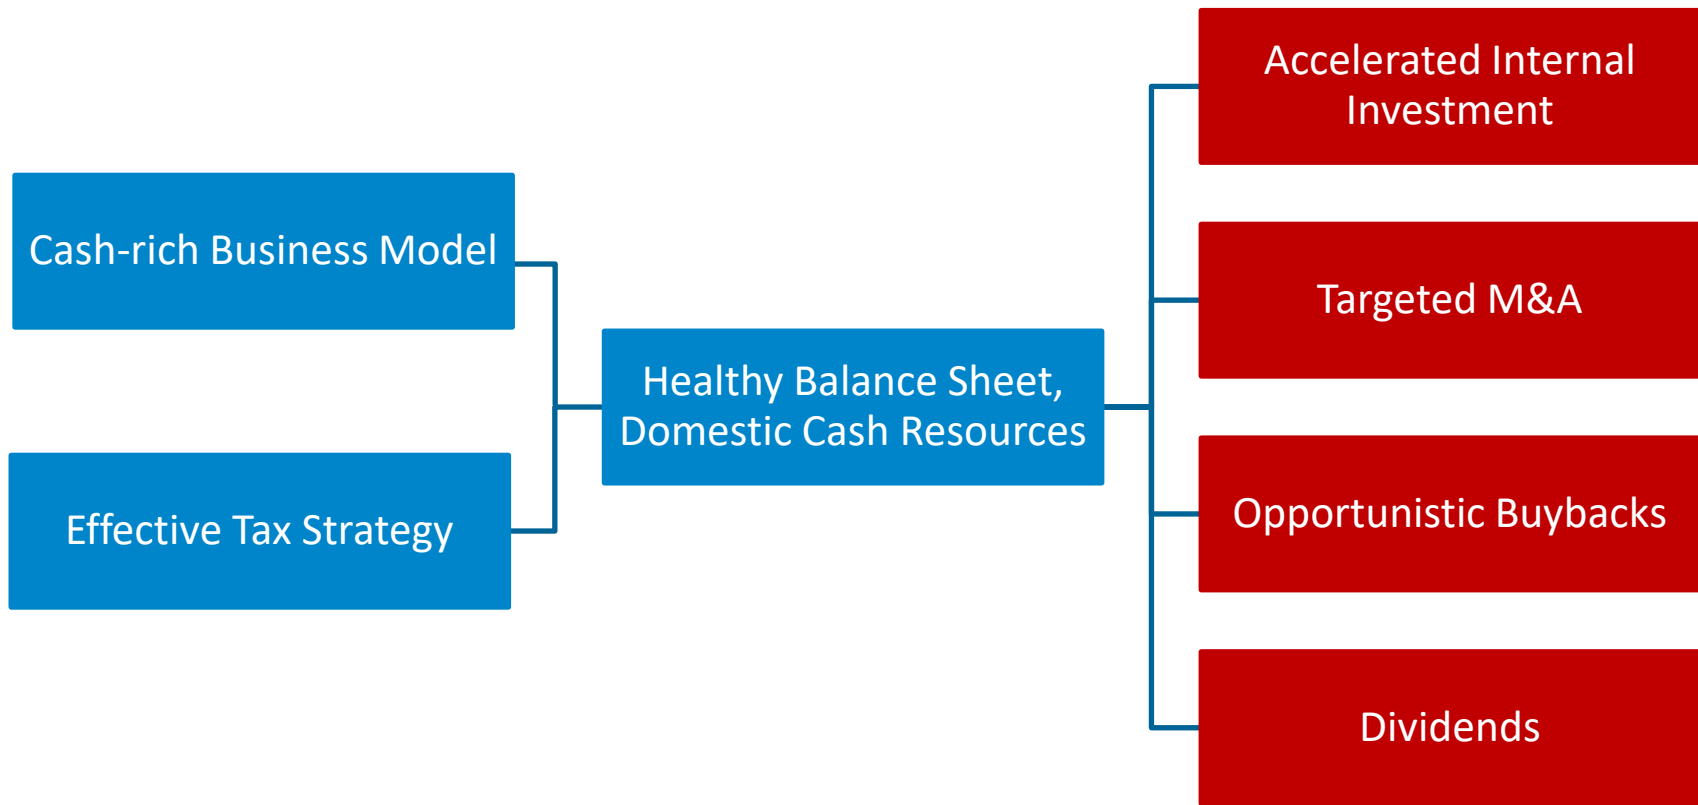 Cash-rich Business Model
Effective Tax Strategy
Healthy Balance Sheet,
Domestic Cash Resources
Accelerated Internal
Investment
Targeted M&A
Opportunistic Buybacks
Dividends